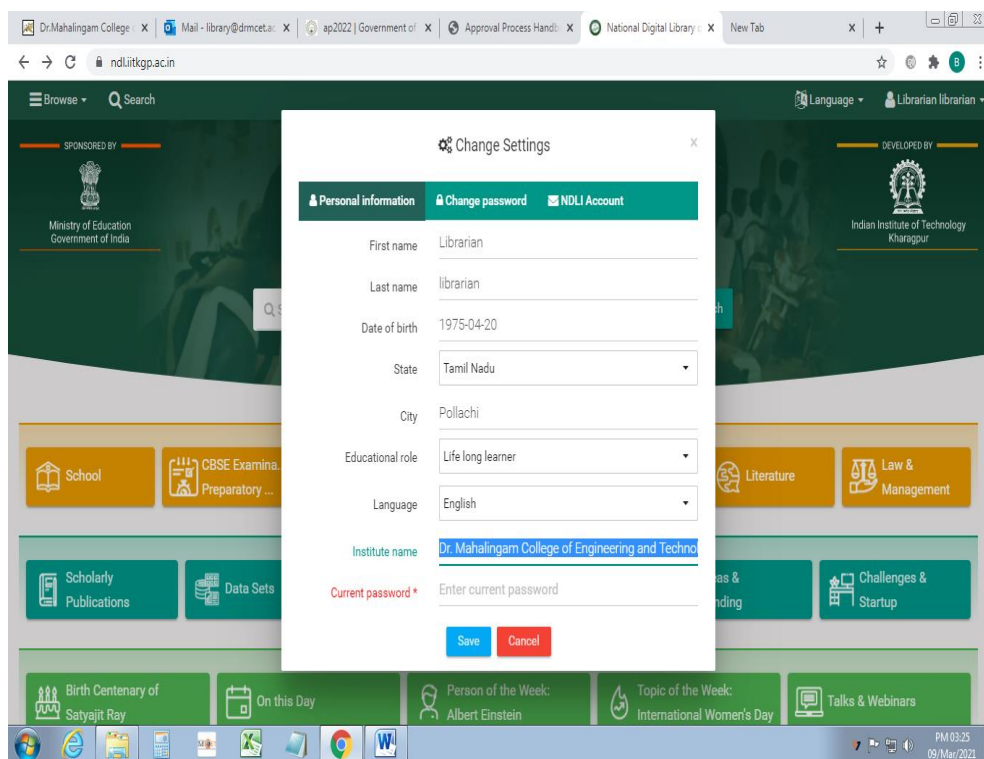 Dr.Mahalingam College
Mail - library@drmcet.ac
ap2022 | Government of
Approval Process Handb
National Digital Library
New Tab
ndl.iitkgp.ac.in
B
Browse
Search
Language
Librarian librarian
SPONSORED BY
Ministry of Education
Government of India
DEVELOPED BY
Indian Institute of Technology
Kharagpur
Change Settings
Personal information
Change password
NDLI Account
First name
Librarian
Last name
librarian
Date of birth
1975-04-20
State
Tamil Nadu
City
Pollachi
Educational role
Life long learner
Language
English
Institute name
Dr. Mahalingam College of Engineering and Technol
Current password *
Enter current password
Save
Cancel
School
CBSE Examina.
Preparatory ...
Literature
Law &
Management
Scholarly
Publications
Data Sets
&
Challenges &
Startup
Birth Centenary of
Satyajit Ray
On this Day
Person of the Week:
Albert Einstein
Topic of the Week:
International Women's Day
Talks & Webinars
PM 03:25
09/Mar/2021